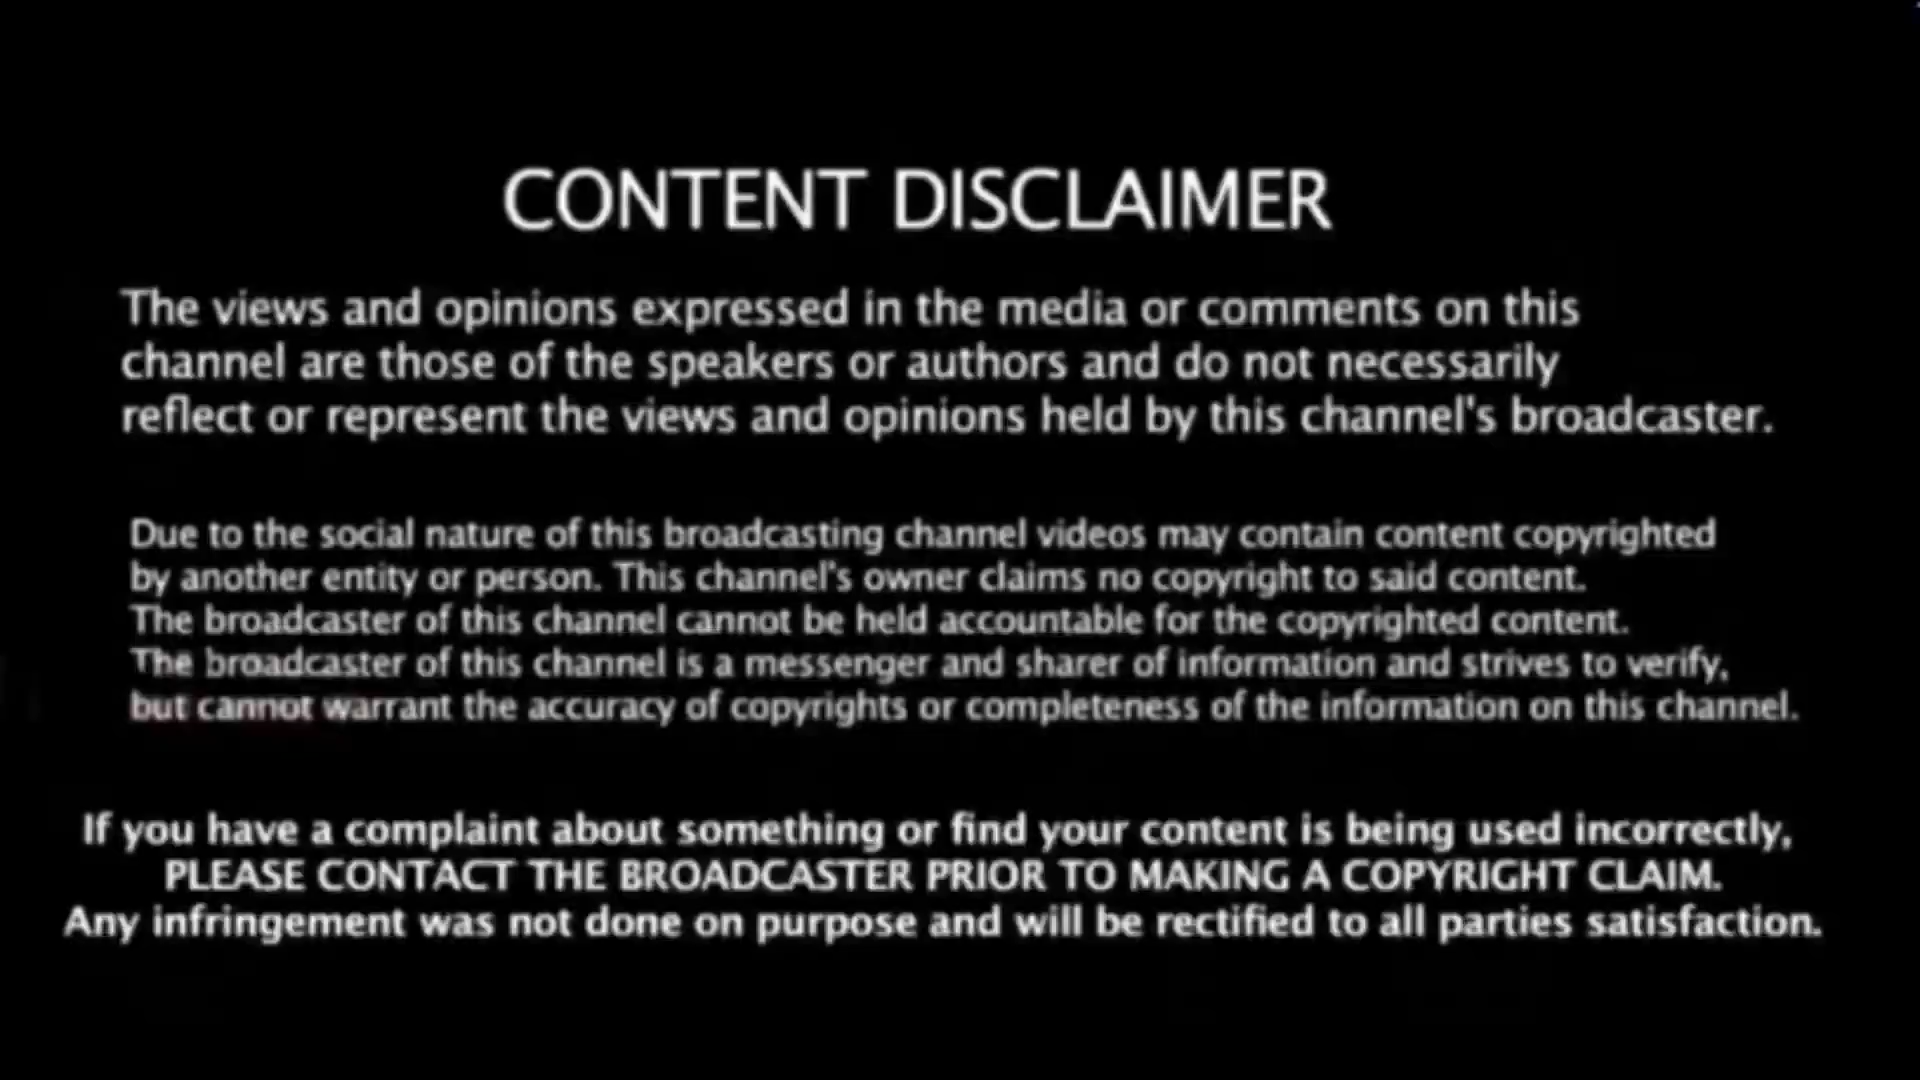 CONTENT DISCLAIMER
The views and opinions expressed in the media or comments on this
channel are those of the speakers or authors and do not necessarily
reflect or represent the views and opinions held by this channel's broadcaster.
Due to the social nature of this broadcasting channel videos may contain content copyrighted
by another entity or person. This channel's owner claims no copyright to said content.
The broadcaster of this channel cannot be held accountable for the copyrighted content.
The broadcaster of this channel is a messenger and sharer of information and strives to verify,
but cannot warrant the accuracy of copyrights or completeness of the information on this channel.
If you have a complaint about something or find your content is being used incorrectly,
PLEASE CONTACT THE BROADCASTER PRIOR TO MAKING A COPYRIGHT CLAIM.
Any infringement was not done on purpose and will be rectified to all parties satisfaction.